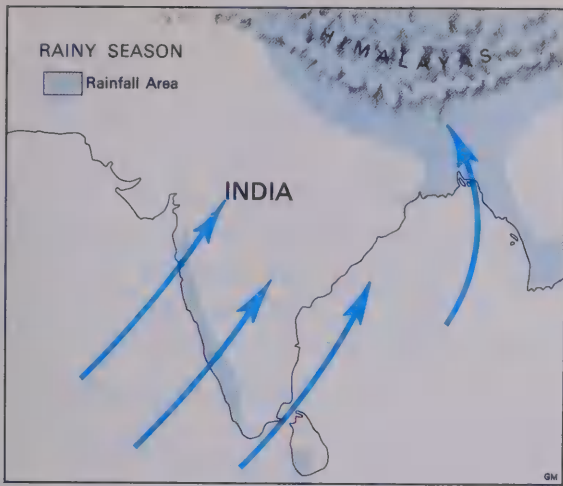 RAINY SEASON
Rainfall Area
HIMALAYAS
INDIA
GM